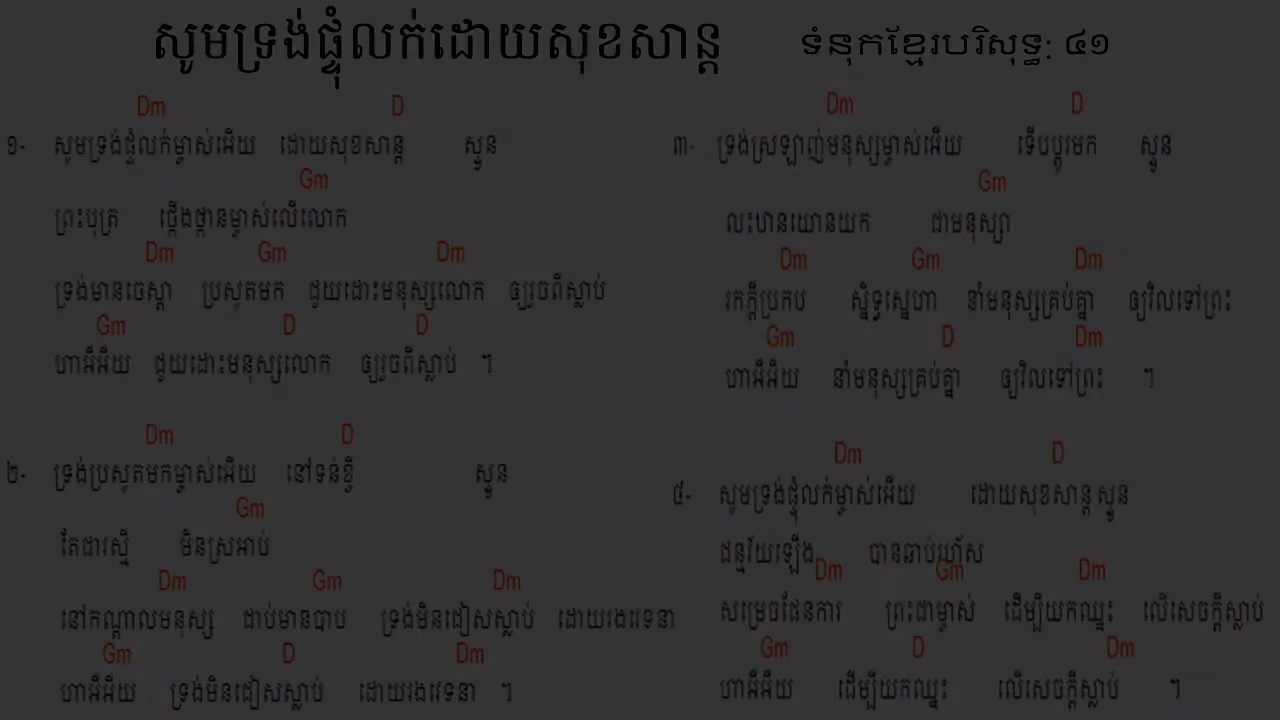 សូមទ្រង់ផ្ទុំលក់ដោយសុខសាន្ត ទំនុកខ្មែរបរិសុទ្ធ: ៤១
Dm D
១- សូមទ្រង់ផ្ទុំលក់ម្ចាស់អើយ ដោយសុខសាន្ត ស្ងួន
Gm
ព្រះបុត្រ ផ្តើងថ្កានម្ចាស់លើលោក
Dm Gm Dm
ទ្រង់មានចេស្តា ប្រសូតមក ជួយដោះមនុស្សលោក ឲ្យរួចពីស្លាប់
Gm D D
ហាអឺអើយ ជួយដោះមនុស្សលោក ឲ្យរួចពីស្លាប់ ។
Dm D
២- ទ្រង់ប្រសូតមកម្ចាស់អើយ នៅទន់ខ្ចី ស្ងួន
Gm
តែជារស្មី មិនស្រអាប់
Dm Gm Dm
នៅកណ្តាលមនុស្ស ជាប់មានបាប ទ្រង់មិនជៀសស្លាប់ ដោយរងវេទនា
Gm D Dm
ហាអឺអើយ ទ្រង់មិនជៀសស្លាប់ ដោយរងវេទនា ។
Dm D
៣- ទ្រង់ស្រឡាញ់មនុស្សម្ចាស់អើយ ទើបប្តូរមក ស្ងួន
Gm
លះឋានយោនយក ជាមនុស្សា
Dm Gm Dm
រកក្តីប្រកប ស្និទ្ធស្នេហា នាំមនុស្សគ្រប់គ្នា ឲ្យវិលទៅព្រះ
Gm D Dm
ហាអឺអើយ នាំមនុស្សគ្រប់គ្នា ឲ្យវិលទៅព្រះ ។
Dm D
៤- សូមទ្រង់ផ្ទុំលក់ម្ចាស់អើយ ដោយសុខសាន្ត ស្ងួន
ជន្មវ័យឡើង បានឆាប់រហ័ស
Dm Gm Dm
សម្រេចផែនការ ព្រះជាម្ចាស់ ដើម្បីយកឈ្នះ លើសេចក្តីស្លាប់
Gm D Dm
ហាអឺអើយ ដើម្បីយកឈ្នះ លើសេចក្តីស្លាប់ ។